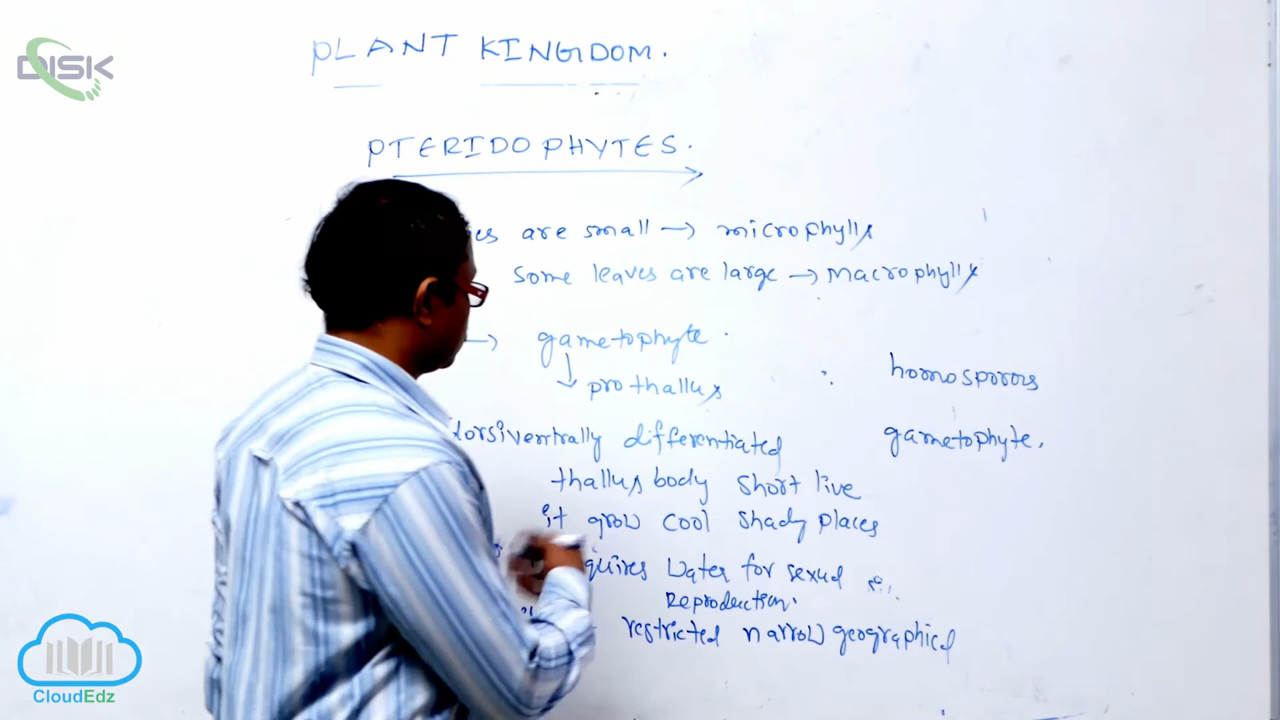 DISK
PLANT KINGDOM.
PTERIDOPHYTES.
are small → microphylls
Some leaves are large → Macrophylls
→ gametophyte
prothallus
homosporous
dorsiventrally differentiated
gametophyte.
thallus body short live
it grow cool shady places
quires water for sexual
Reproduction.
restricted narrow geographical
CloudEdz